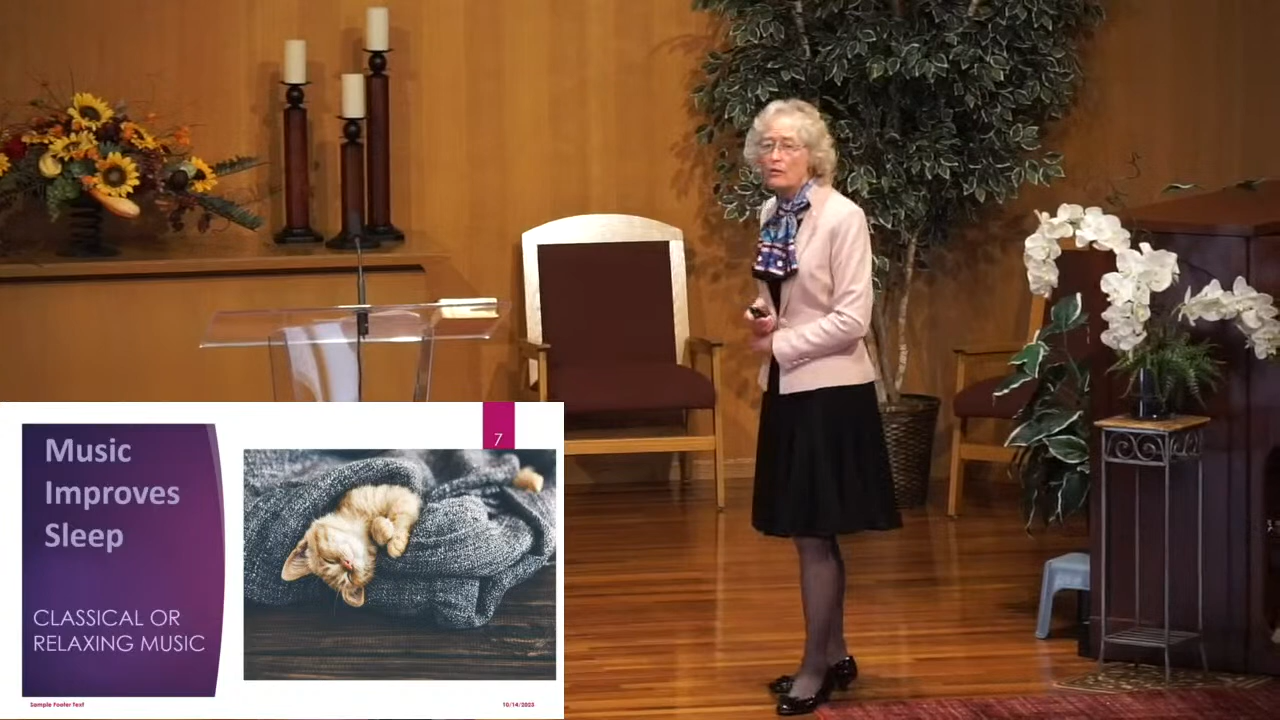 7
Music
Improves
Sleep
CLASSICAL OR
RELAXING MUSIC
Sample Footer Text
10/14/2023